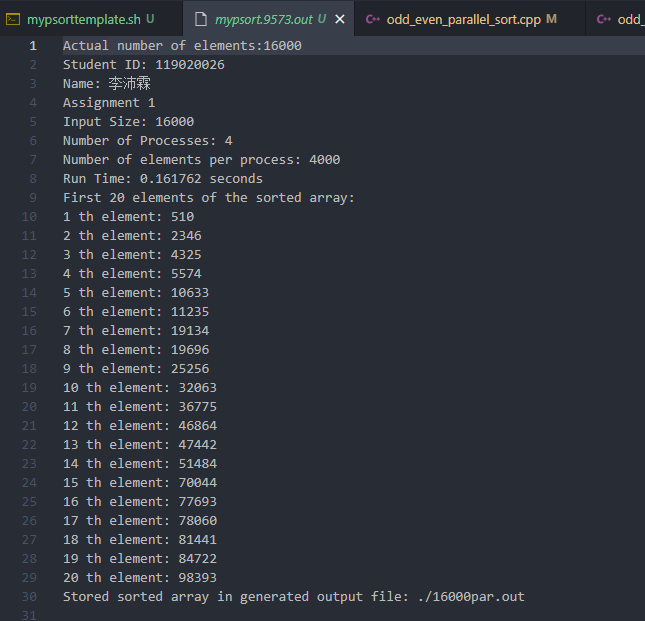 mypsorttemplate.sh U mypsort.9573.out U × odd_even_parallel_sort.cpp M odd_
1 Actual number of elements:16000
2 Student ID: 119020026
3 Name: 李沛霖
4 Assignment 1
5 Input Size: 16000
6 Number of Processes: 4
7 Number of elements per process: 4000
8 Run Time: 0.161762 seconds
9 First 20 elements of the sorted array:
10 1 th element: 510
11 2 th element: 2346
12 3 th element: 4325
13 4 th element: 5574
14 5 th element: 10633
15 6 th element: 11235
16 7 th element: 19134
17 8 th element: 19696
18 9 th element: 25256
19 10 th element: 32063
20 11 th element: 36775
21 12 th element: 46864
22 13 th element: 47442
23 14 th element: 51484
24 15 th element: 70044
25 16 th element: 77693
26 17 th element: 78060
27 18 th element: 81441
28 19 th element: 84722
29 20 th element: 98393
30 Stored sorted array in generated output file: ./16000par.out
31